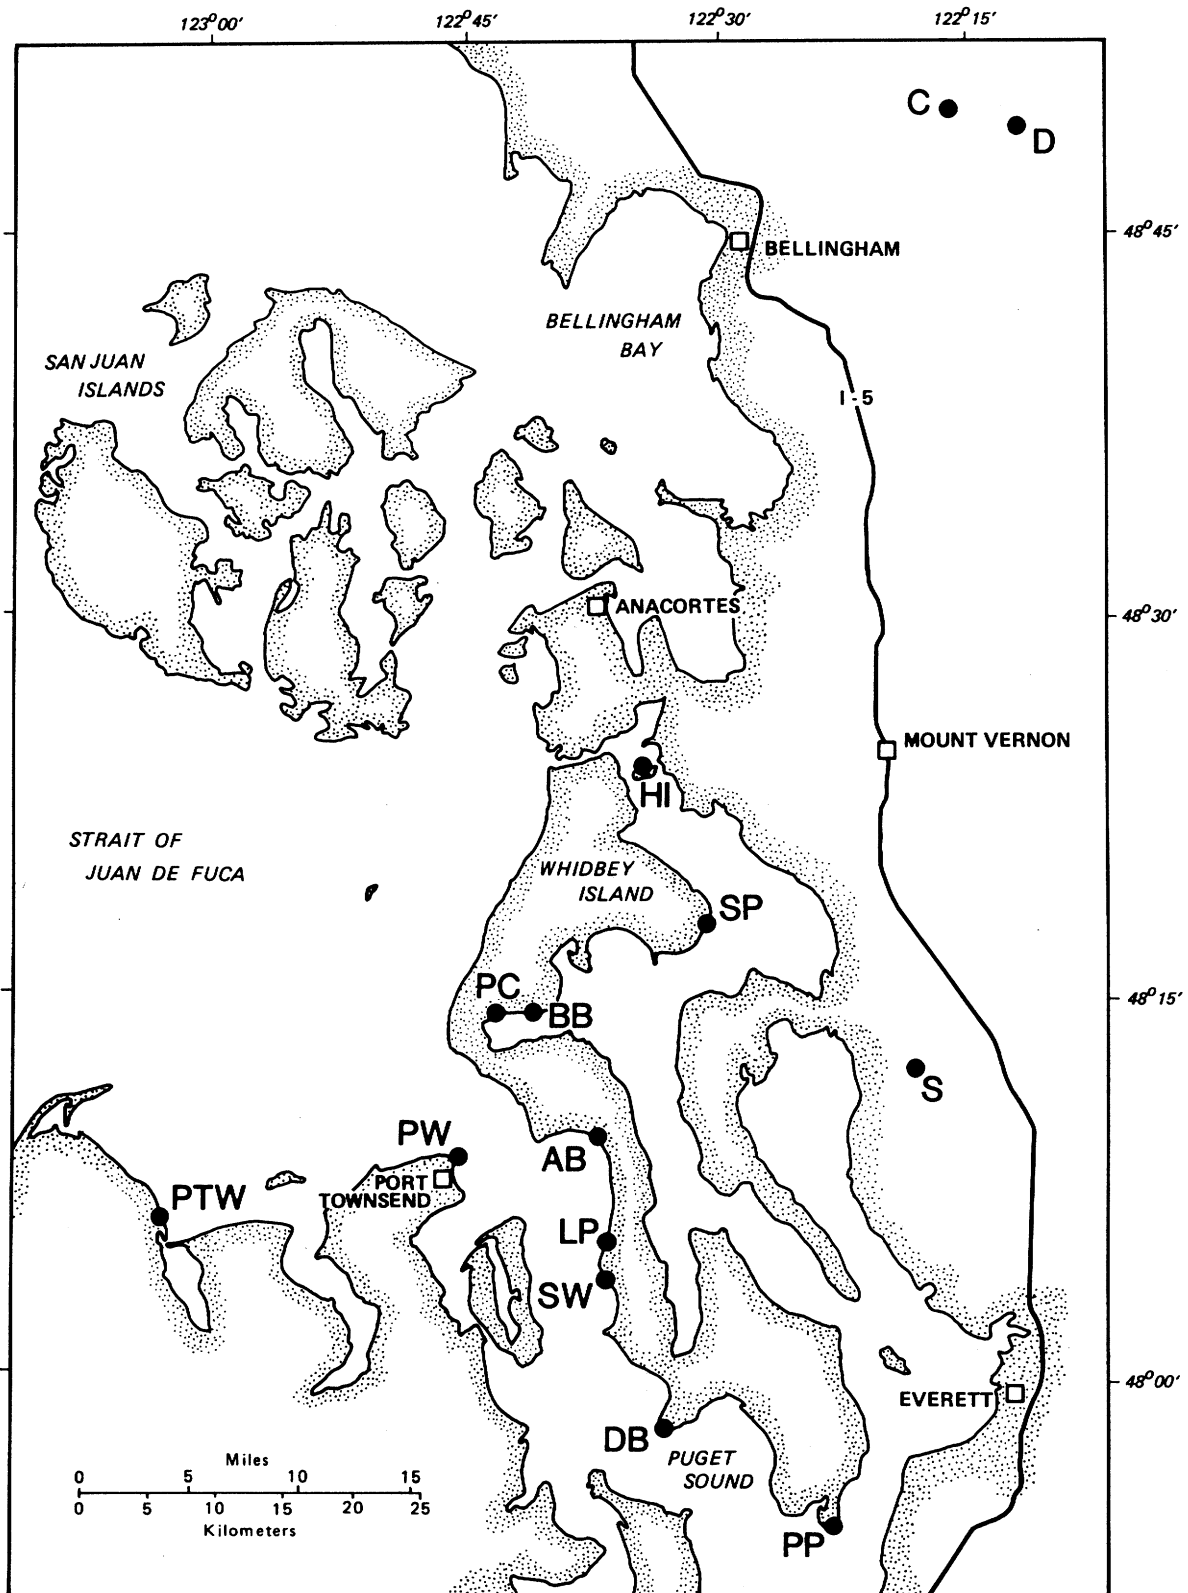 123°00′
122°45′
122°30′
122°15′
C
D
48°45′
BELLINGHAM
BELLINGHAM
BAY
SAN JUAN
ISLANDS
I-5
ANACORTES
48°30′
MOUNT VERNON
HI
STRAIT OF
JUAN DE FUCA
WHIDBEY
ISLAND
SP
PC
BB
48°15′
S
PW
AB
PORT
TOWNSEND
PTW
LP
SW
48°00′
EVERETT
DB
PUGET
SOUND
Miles
0 5 10 15
0 5 10 15 20 25
Kilometers
PP